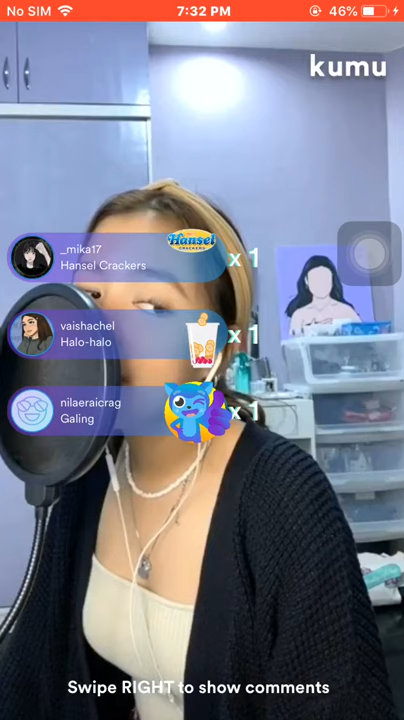 No SIM 7:32 PM 46%
kumu
_mika17
Hansel Crackers
Hansel
CRACKERS
x 1
vaishachel
Halo-halo
x 1
nilaeraicrag
Galing
x 1
Swipe RIGHT to show comments